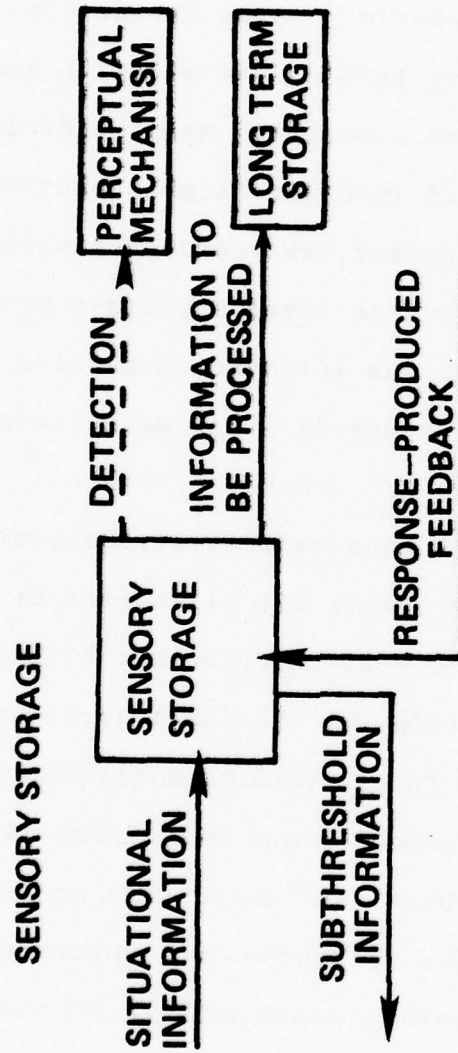 SENSORY STORAGE
SITUATIONAL
INFORMATION
SENSORY
STORAGE
DETECTION
PERCEPTUAL
MECHANISM
INFORMATION TO
BE PROCESSED
LONG TERM
STORAGE
SUBTHRESHOLD
INFORMATION
RESPONSE—PRODUCED
FEEDBACK